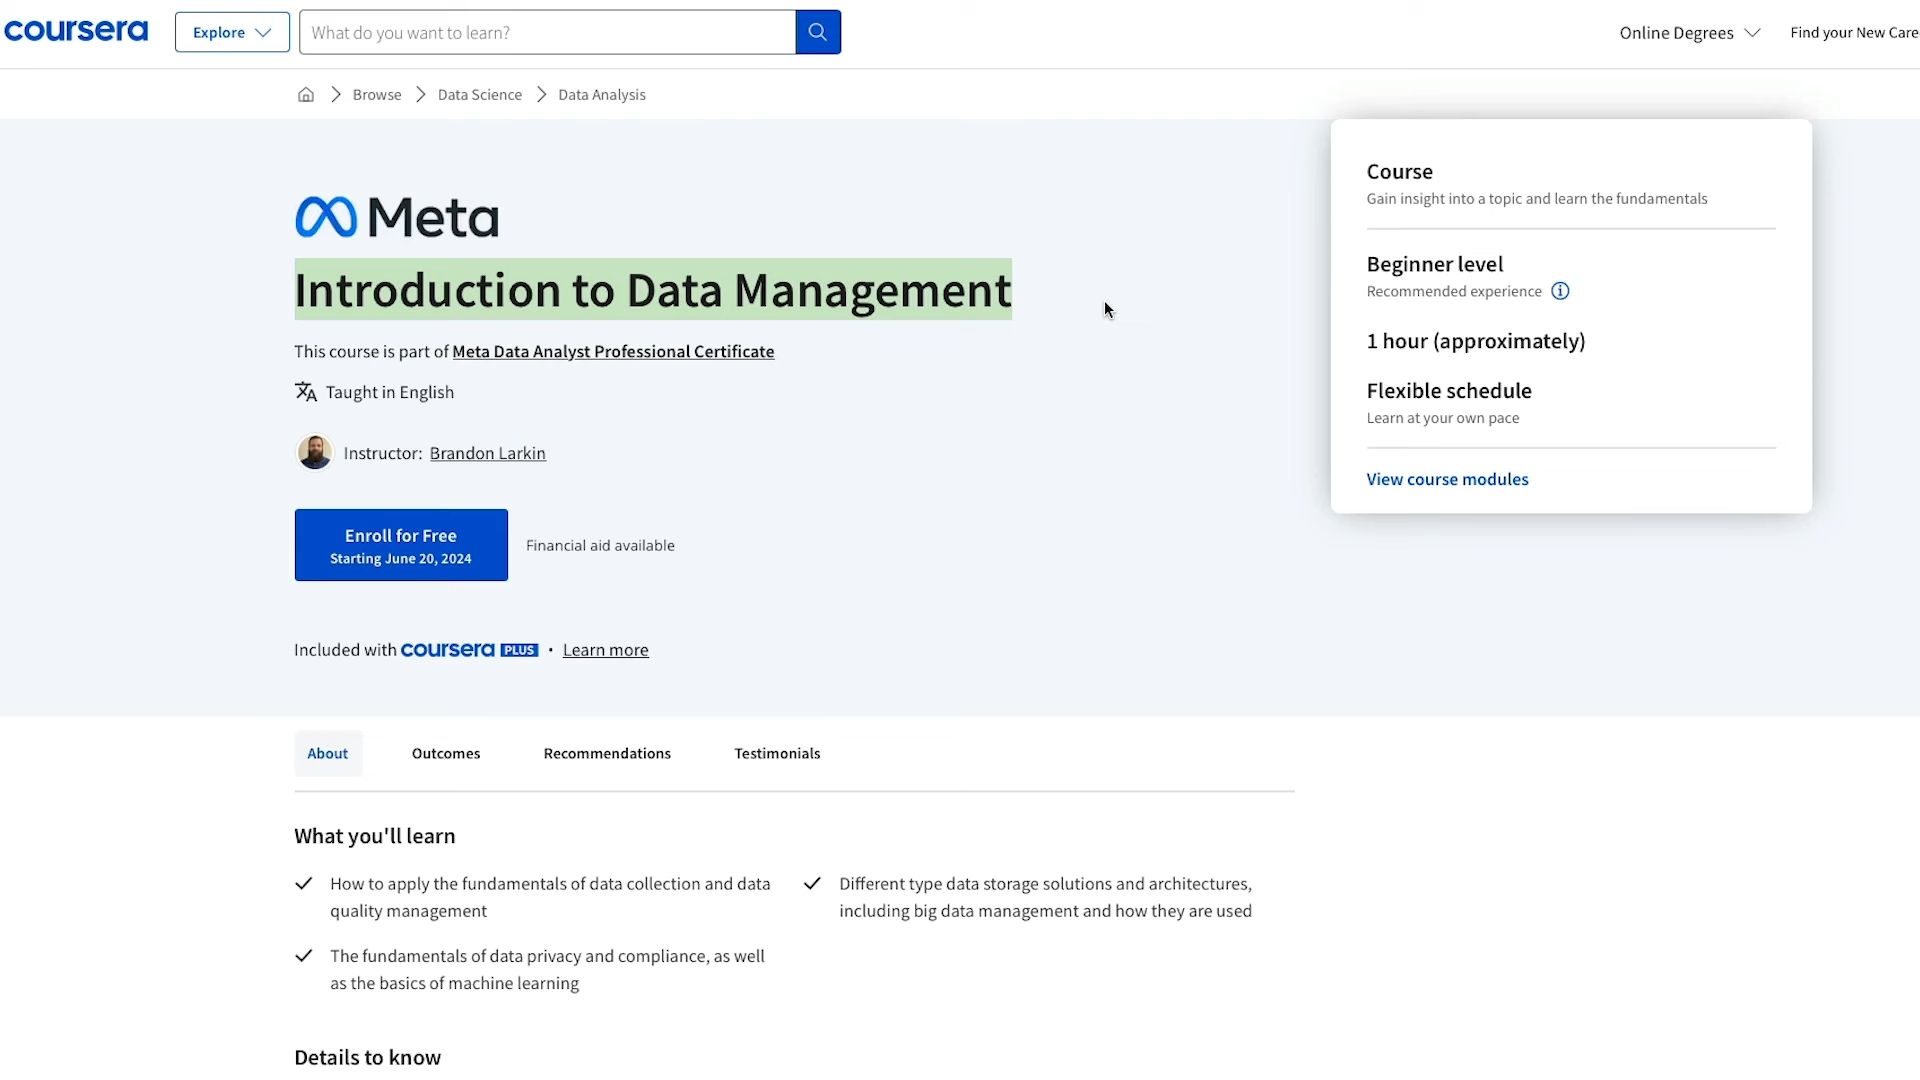 coursera
Explore
What do you want to learn?
Online Degrees
Find your New Care
Browse
Data Science
Data Analysis
Meta
Introduction to Data Management
This course is part of Meta Data Analyst Professional Certificate
Taught in English
Instructor: Brandon Larkin
Enroll for Free
Starting June 20, 2024
Financial aid available
Included with coursera PLUS · Learn more
Course
Gain insight into a topic and learn the fundamentals
Beginner level
Recommended experience
1 hour (approximately)
Flexible schedule
Learn at your own pace
View course modules
About
Outcomes
Recommendations
Testimonials
What you'll learn
How to apply the fundamentals of data collection and data
quality management
Different type data storage solutions and architectures,
including big data management and how they are used
The fundamentals of data privacy and compliance, as well
as the basics of machine learning
Details to know